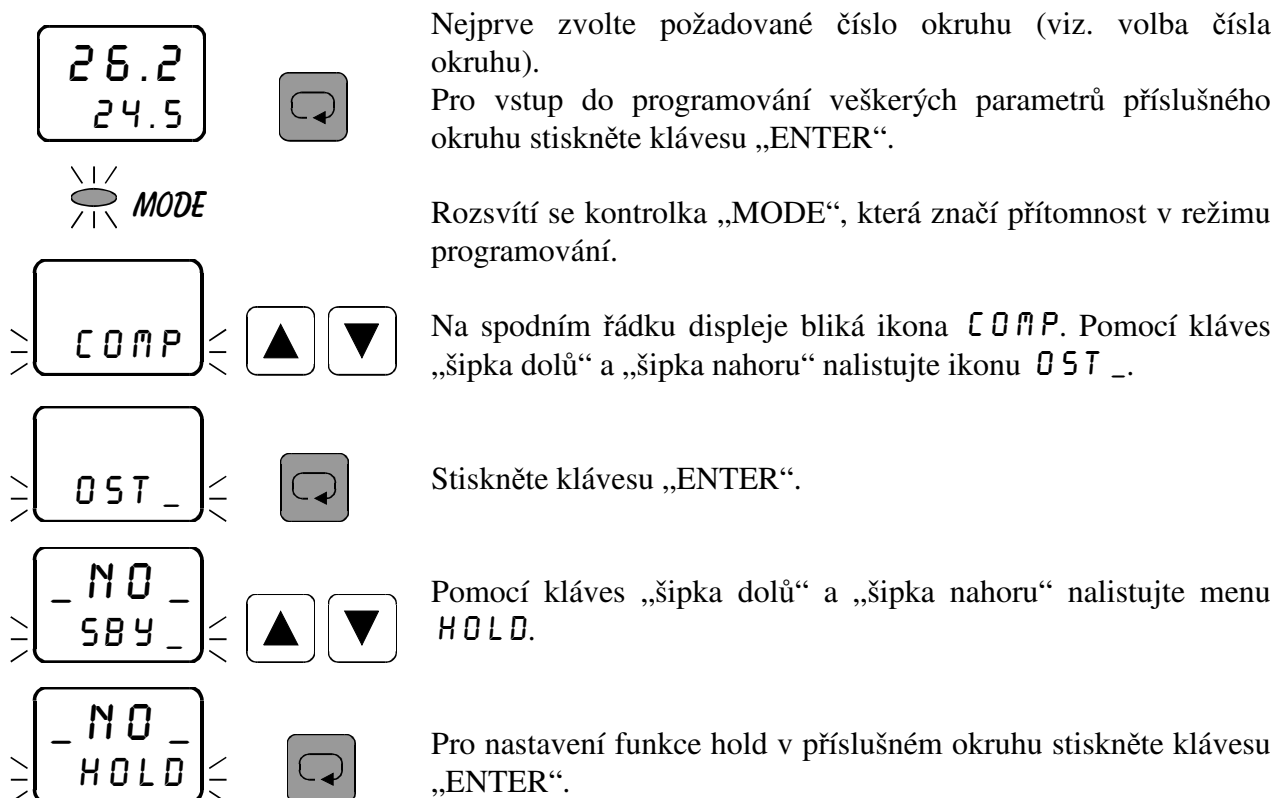 26.2
24.5
Nejprve zvolte požadované číslo okruhu (viz. volba čísla
okruhu).
Pro vstup do programování veškerých parametrů příslušného
okruhu stiskněte klávesu „ENTER“.
MODE
Rozsvítí se kontrolka „MODE“, která značí přítomnost v režimu
programování.
COMP
Na spodním řádku displeje bliká ikona COMP. Pomocí kláves
„šipka dolů“ a „šipka nahoru“ nalistujte ikonu OST _.
OST _
Stiskněte klávesu „ENTER“.
_ NO _
SBY _
Pomocí kláves „šipka dolů“ a „šipka nahoru“ nalistujte menu
HOLD.
_ NO _
HOLD
Pro nastavení funkce hold v příslušném okruhu stiskněte klávesu
„ENTER“.